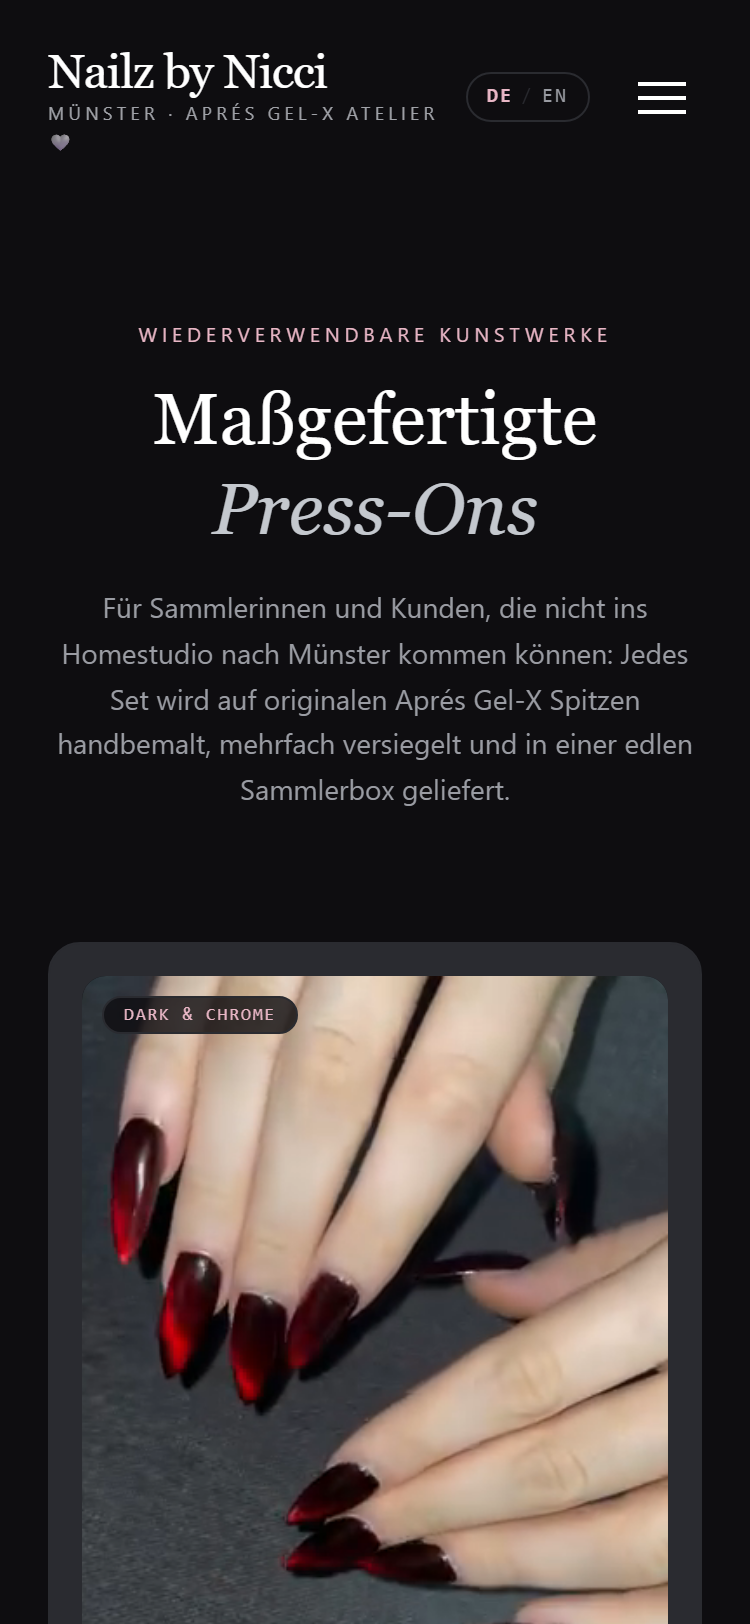 Nailz by Nicci
MÜNSTER · APRÉS GEL-X ATELIER
🩶
DE / EN
WIEDERVERWENDBARE KUNSTWERKE
Maßgefertigte
Press-Ons
Für Sammlerinnen und Kunden, die nicht ins
Homestudio nach Münster kommen können: Jedes
Set wird auf originalen Aprés Gel-X Spitzen
handbemalt, mehrfach versiegelt und in einer edlen
Sammlerbox geliefert.
DARK & CHROME